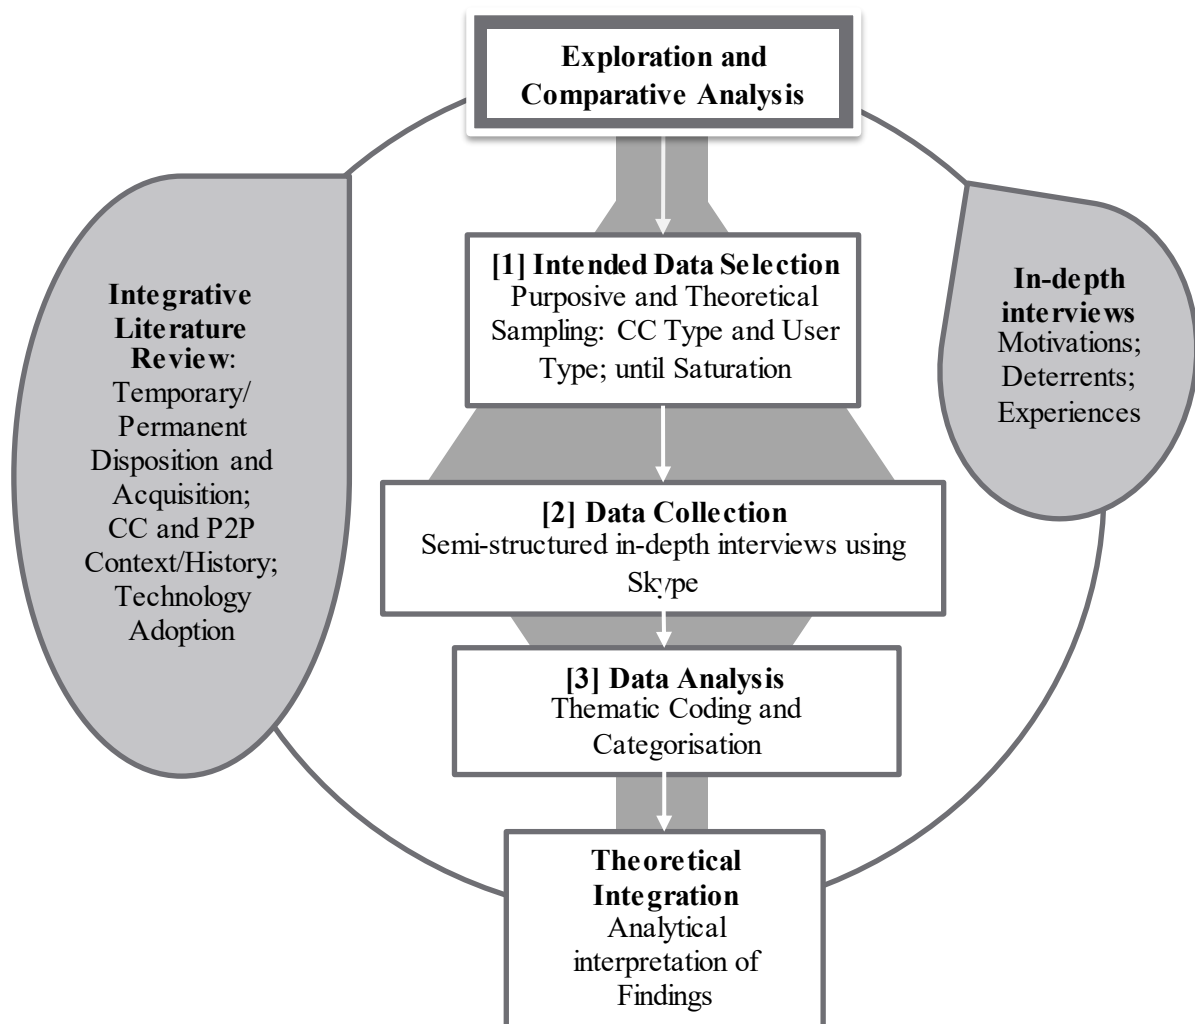 Exploration and
Comparative Analysis
Integrative
Literature
Review:
Temporary/
Permanent
Disposition and
Acquisition;
CC and P2P
Context/History;
Technology
Adoption
[1] Intended Data Selection
Purposive and Theoretical
Sampling: CC Type and User
Type; until Saturation
In-depth
interviews
Motivations;
Deterrents;
Experiences
[2] Data Collection
Semi-structured in-depth interviews using
Skype
[3] Data Analysis
Thematic Coding and
Categorisation
Theoretical
Integration
Analytical
interpretation of
Findings